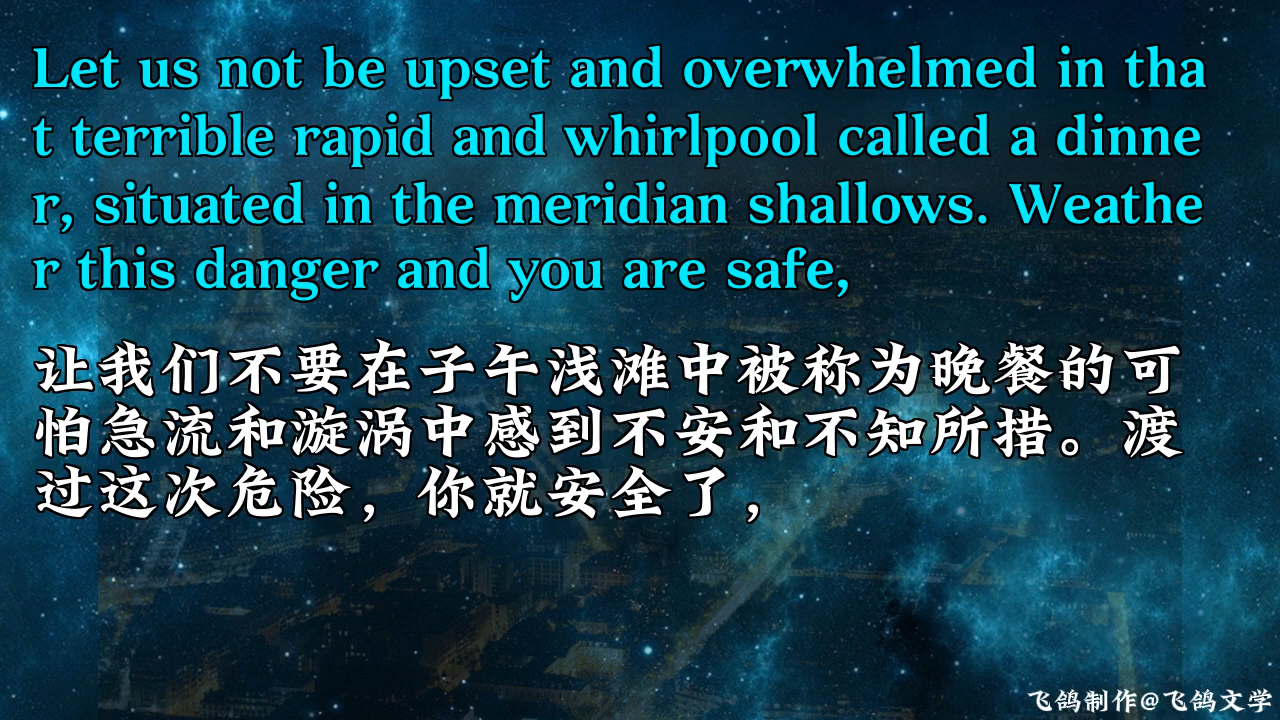 Let us not be upset and overwhelmed in tha
t terrible rapid and whirlpool called a dinne
r, situated in the meridian shallows. Weathe
r this danger and you are safe,
让我们不要在子午浅滩中被称为晚餐的可
怕急流和漩涡中感到不安和不知所措。渡
过这次危险，你就安全了，
飞鸽制作@飞鸽文学